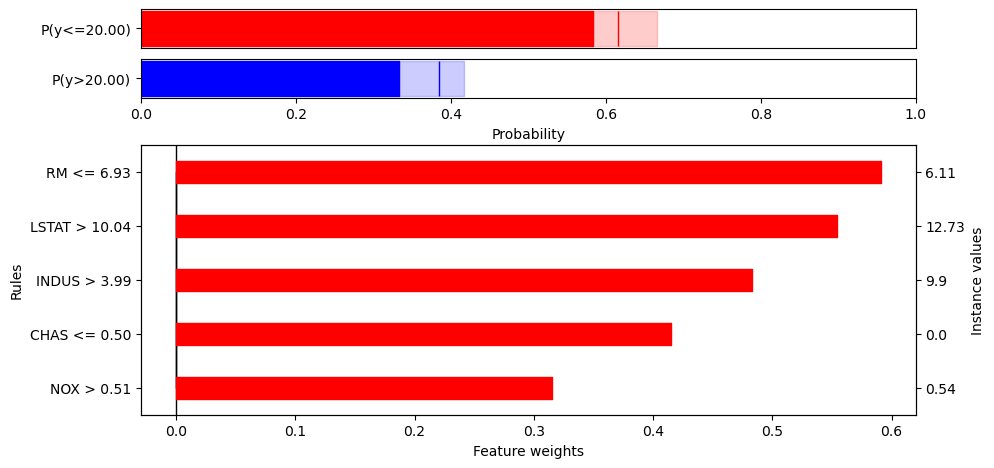 P(y<=20.00)
P(y>20.00)
0.0 0.2 0.4 0.6 0.8 1.0
Probability
RM <= 6.93 6.11
LSTAT > 10.04 12.73
INDUS > 3.99 9.9
CHAS <= 0.50 0.0
NOX > 0.51 0.54
Rules
Instance values
0.0 0.1 0.2 0.3 0.4 0.5 0.6
Feature weights